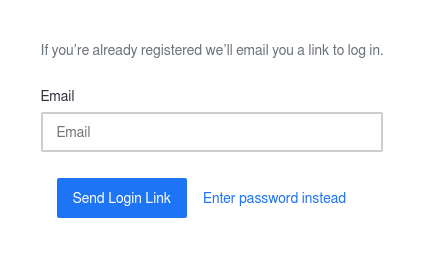 If you’re already registered we’ll email you a link to log in.
Email
Email
Send Login Link
Enter password instead